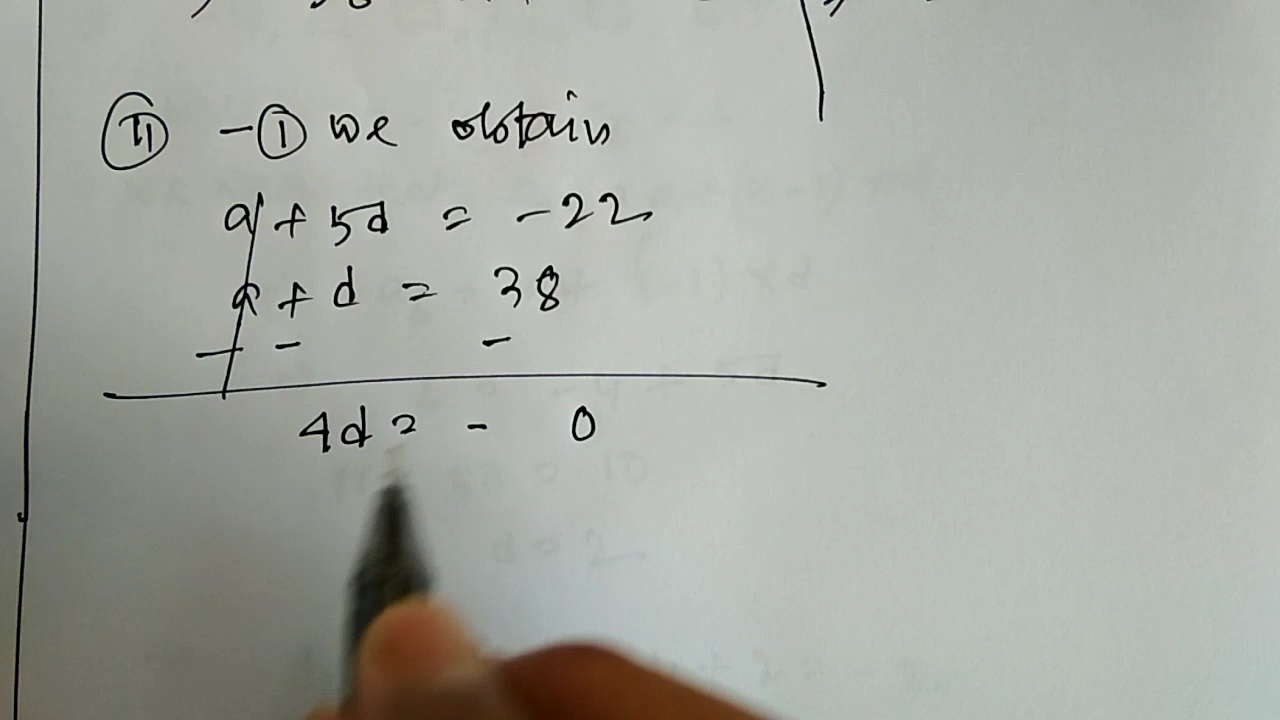 II - I we obtain
a + 5d = -22
a + d = 38
- - -
4d = - 0